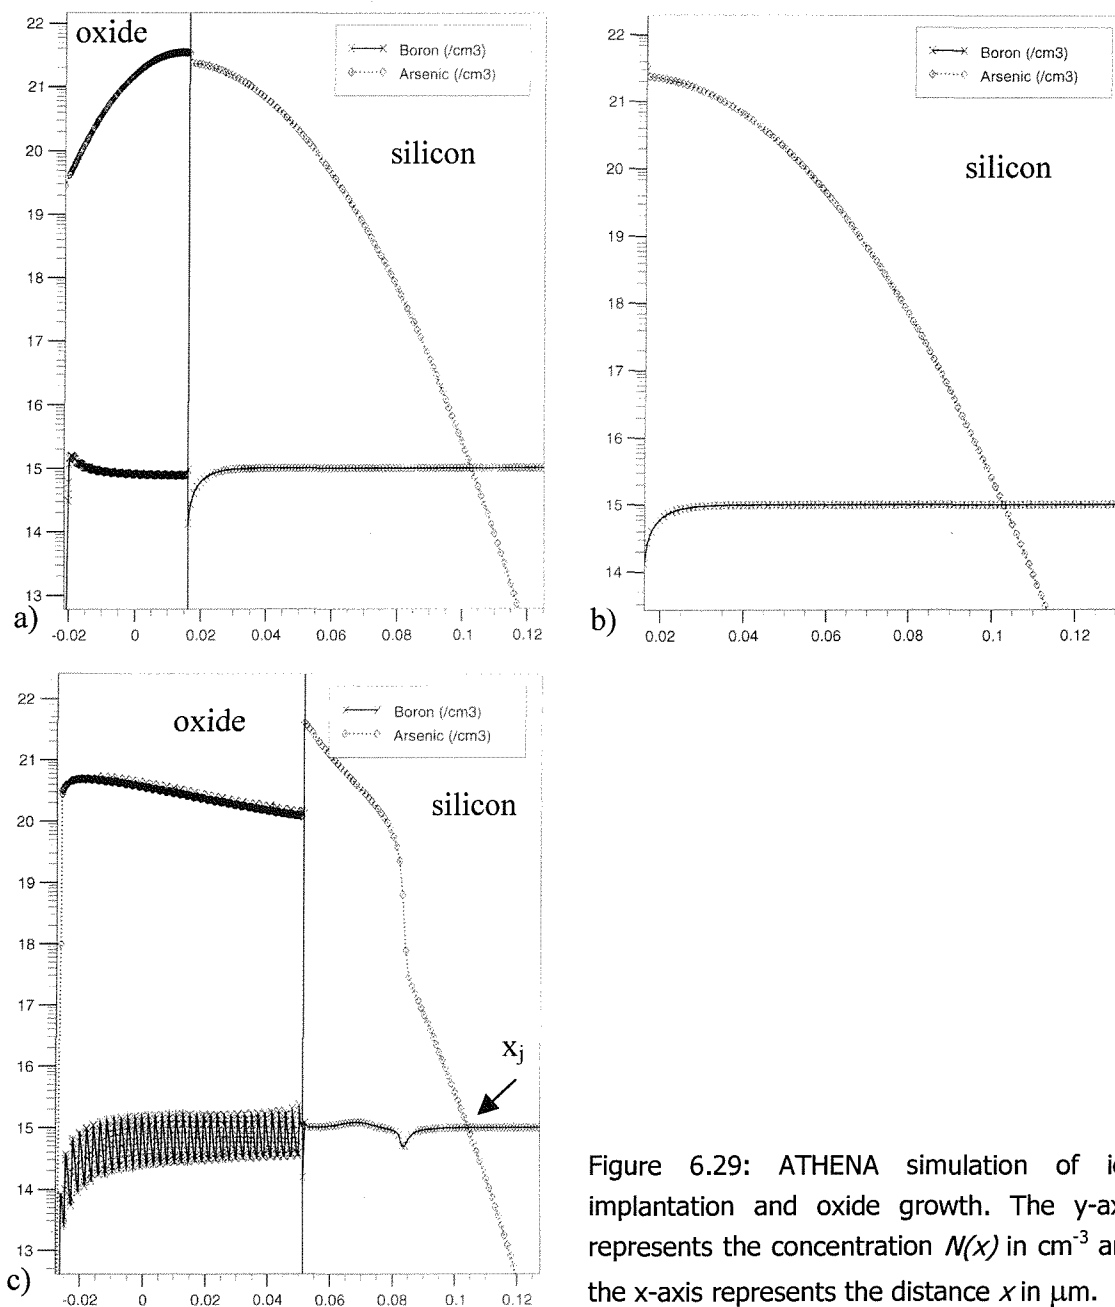 oxide
Boron (/cm3)
Arsenic (/cm3)
silicon
22
21
20
19
18
17
16
15
14
13
a)
-0.02 0 0.02 0.04 0.06 0.08 0.1 0.12
Boron (/cm3)
Arsenic (/cm3)
silicon
22
21
20
19
18
17
16
15
14
b)
0.02 0.04 0.06 0.08 0.1 0.12
oxide
Boron (/cm3)
Arsenic (/cm3)
silicon
22
21
20
19
18
17
16
15
14
13
xj
c)
-0.02 0 0.02 0.04 0.06 0.08 0.1 0.12
Figure 6.29: ATHENA simulation of
implantation and oxide growth. The
represents the concentration N(x) in cm-3
the x-axis represents the distance x in μm.